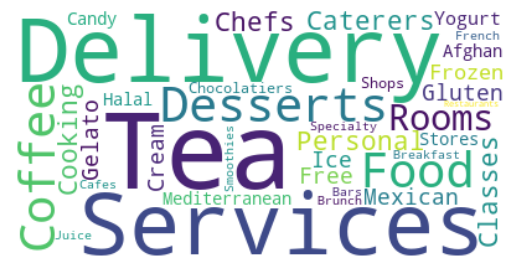 Candy
Delivery
Chefs
Caterers
Yogurt
French
Afghan
Frozen
Gluten
Restaurants
Coffee
Cooking
Gelato
Halal
Chocolatiers
Desserts
Shops
Rooms
Tea
Cream
Smoothies
Specialty
Personal
Stores
Classes
Ice
Free
Food
Breakfast
Cafes
Mediterranean
Bars
Brunch
Mexican
Juice
Services